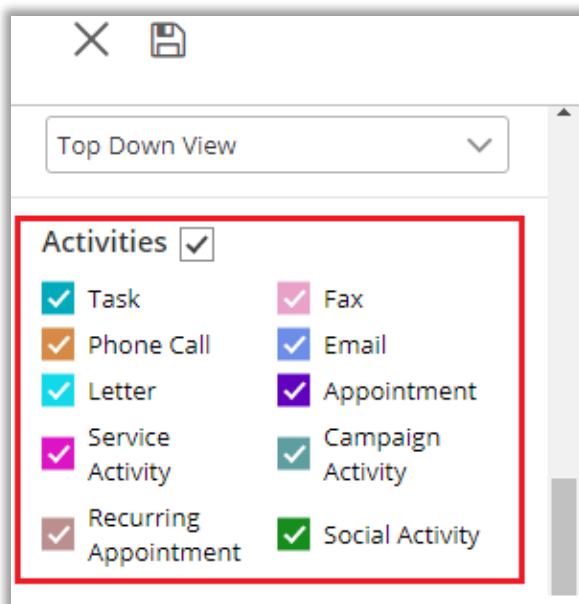 Top Down View
Activities
Task
Fax
Phone Call
Email
Letter
Appointment
Service
Activity
Campaign
Activity
Recurring
Appointment
Social Activity